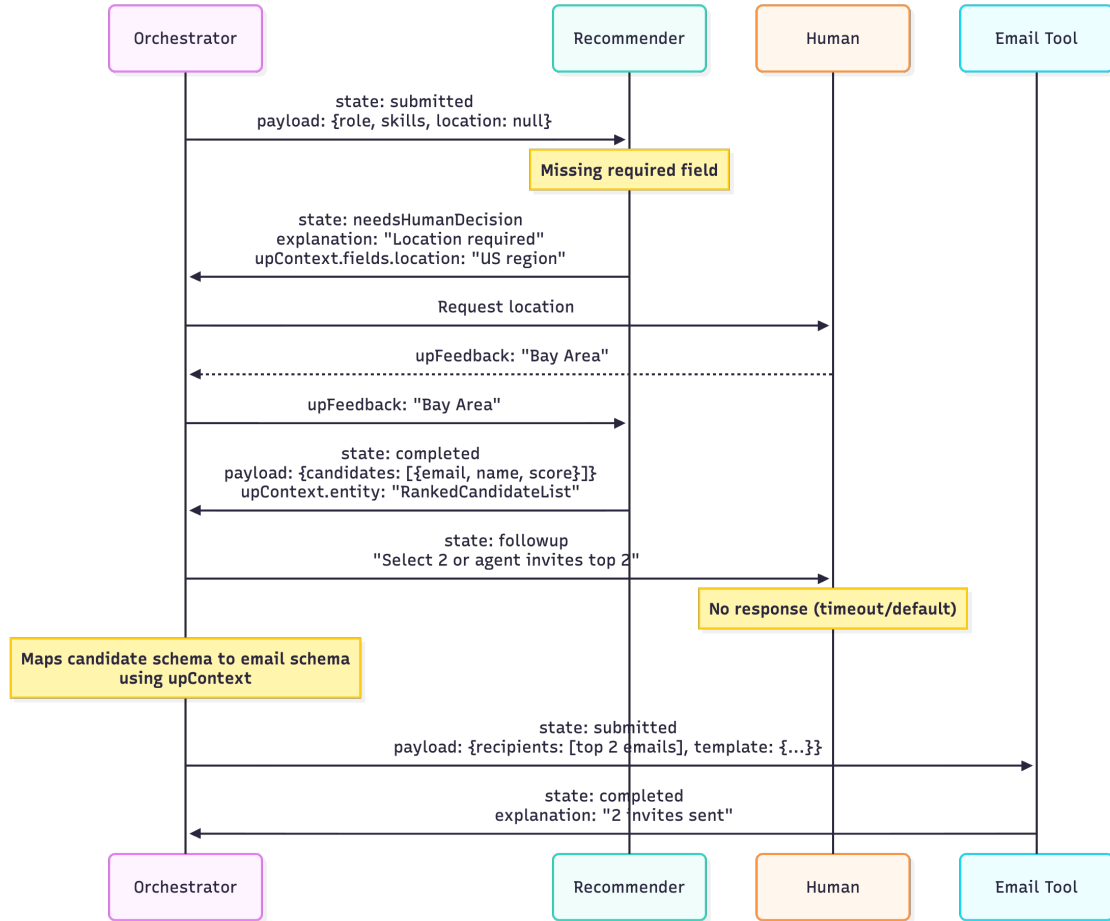 Orchestrator
Recommender
Human
Email Tool
state: submitted
payload: {role, skills, location: null}
Missing required field
state: needsHumanDecision
explanation: "Location required"
upContext.fields.location: "US region"
Request location
upFeedback: "Bay Area"
upFeedback: "Bay Area"
state: completed
payload: {candidates: [{email, name, score}]}
upContext.entity: "RankedCandidateList"
state: followup
"Select 2 or agent invites top 2"
No response (timeout/default)
Maps candidate schema to email schema
using upContext
state: submitted
payload: {recipients: [top 2 emails], template: {...}}
state: completed
explanation: "2 invites sent"
Orchestrator
Recommender
Human
Email Tool